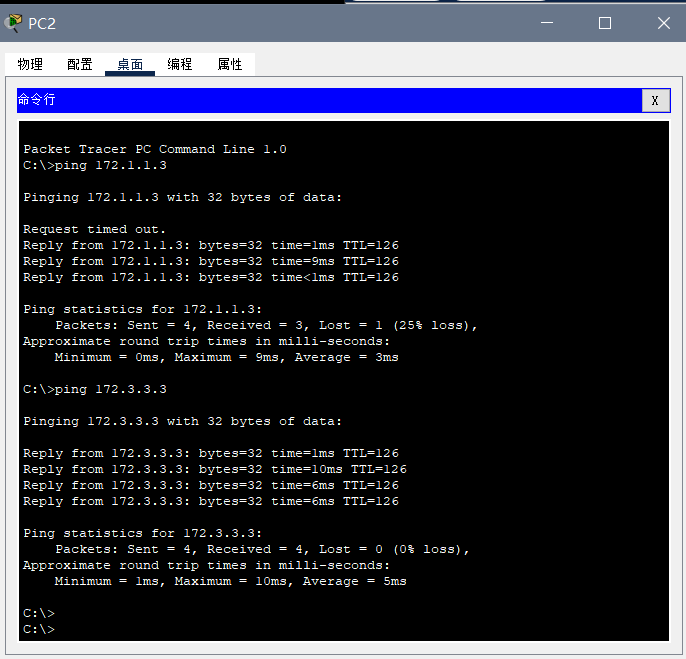 PC2
物理 配置 桌面 编程 属性
命令行 X
Packet Tracer PC Command Line 1.0
C:\>ping 172.1.1.3
Pinging 172.1.1.3 with 32 bytes of data:
Request timed out.
Reply from 172.1.1.3: bytes=32 time=1ms TTL=126
Reply from 172.1.1.3: bytes=32 time=9ms TTL=126
Reply from 172.1.1.3: bytes=32 time<1ms TTL=126
Ping statistics for 172.1.1.3:
    Packets: Sent = 4, Received = 3, Lost = 1 (25% loss),
Approximate round trip times in milli-seconds:
    Minimum = 0ms, Maximum = 9ms, Average = 3ms
C:\>ping 172.3.3.3
Pinging 172.3.3.3 with 32 bytes of data:
Reply from 172.3.3.3: bytes=32 time=1ms TTL=126
Reply from 172.3.3.3: bytes=32 time=10ms TTL=126
Reply from 172.3.3.3: bytes=32 time=6ms TTL=126
Reply from 172.3.3.3: bytes=32 time=6ms TTL=126
Ping statistics for 172.3.3.3:
    Packets: Sent = 4, Received = 4, Lost = 0 (0% loss),
Approximate round trip times in milli-seconds:
    Minimum = 1ms, Maximum = 10ms, Average = 5ms
C:\>
C:\>